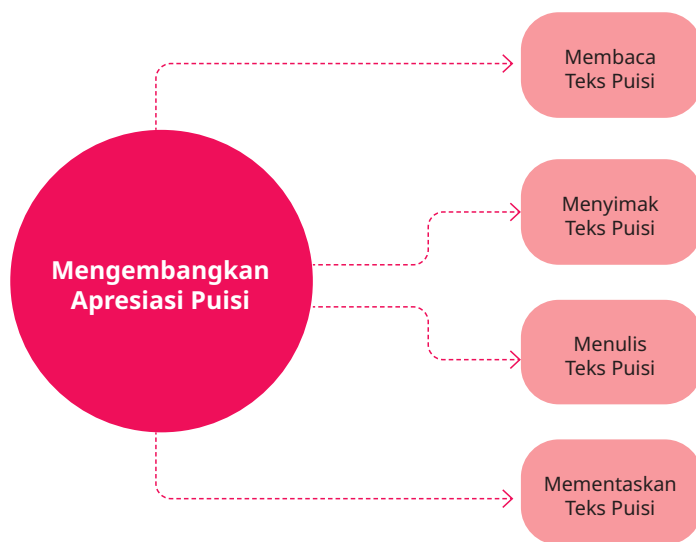 Membaca
Teks Puisi
Menyimak
Teks Puisi
Mengembangkan
Apresiasi Puisi
Menulis
Teks Puisi
Mementaskan
Teks Puisi